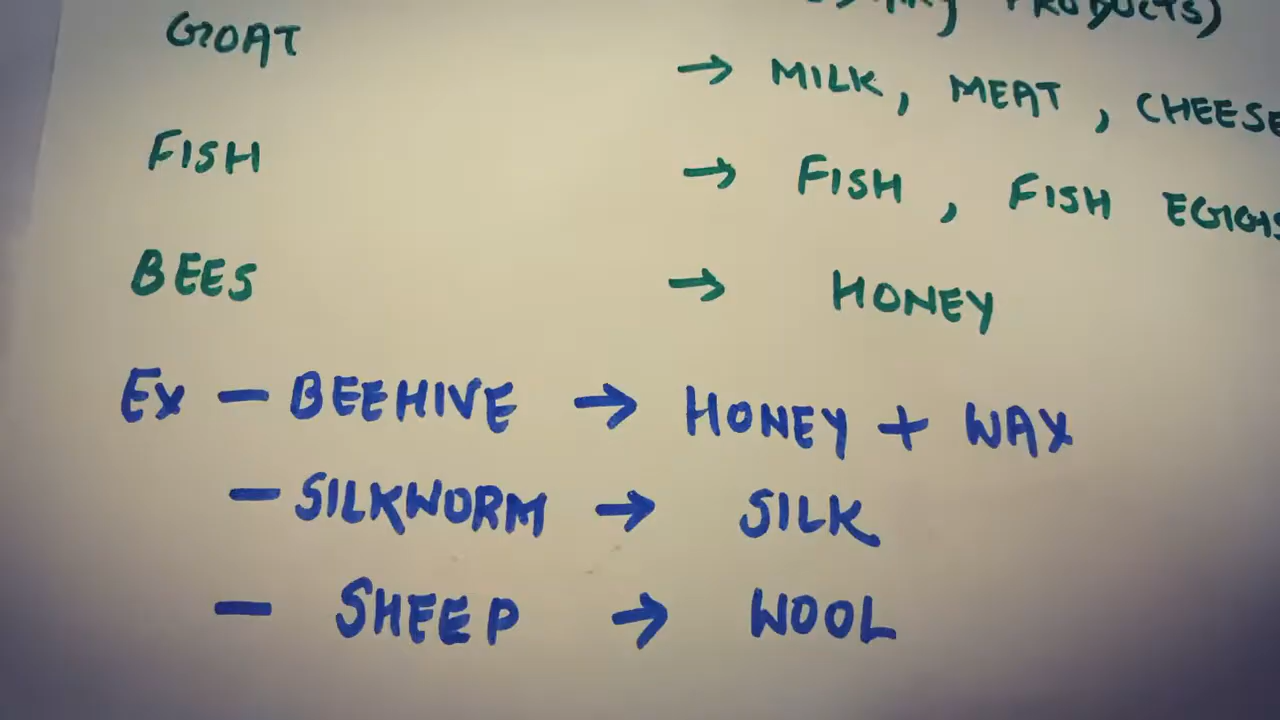 PRODUCTS)
GOAT → MILK, MEAT, CHEESE
FISH → FISH, FISH EGGS
BEES → HONEY
Ex - BEEHIVE → HONEY + WAX
- SILKWORM → SILK
- SHEEP → WOOL